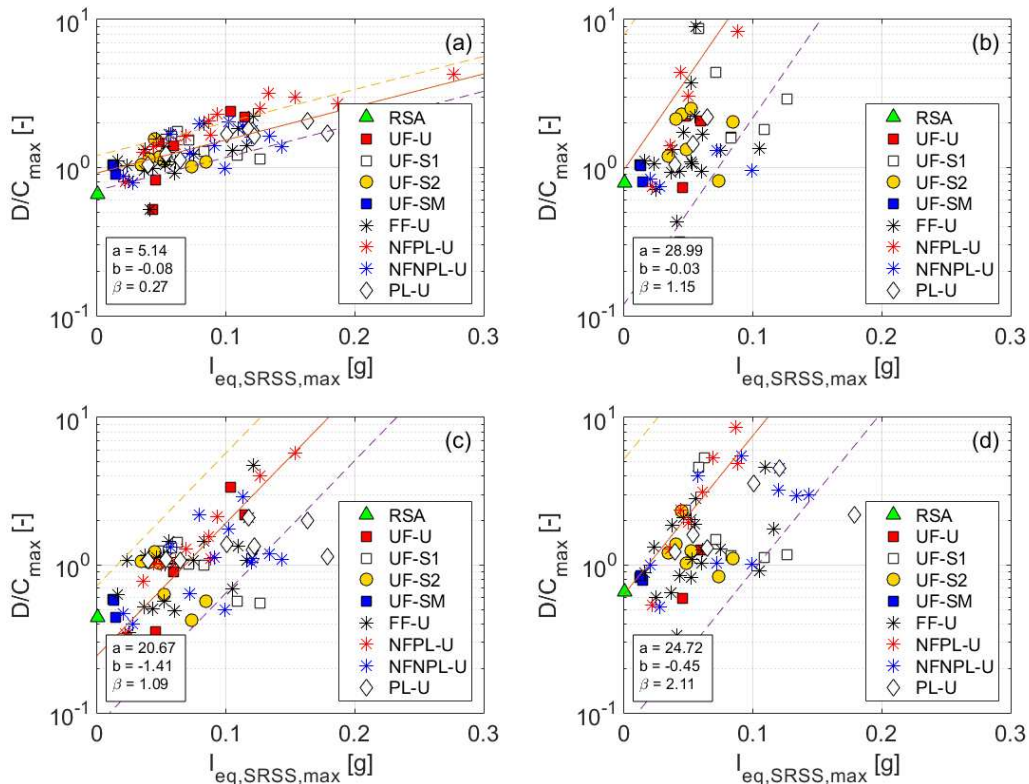 (a)
10^1
10^0
10^-1
D/C_max [-]
a = 5.14
b = -0.08
β = 0.27
RSA
UF-U
UF-S1
UF-S2
UF-SM
FF-U
NFPL-U
NFNPL-U
PL-U
0 0.1 0.2 0.3
I_eq,SRSS,max [g]
(b)
10^1
10^0
10^-1
D/C_max [-]
a = 28.99
b = -0.03
β = 1.15
RSA
UF-U
UF-S1
UF-S2
UF-SM
FF-U
NFPL-U
NFNPL-U
PL-U
0 0.1 0.2 0.3
I_eq,SRSS,max [g]
(c)
10^1
10^0
10^-1
D/C_max [-]
a = 20.67
b = -1.41
β = 1.09
RSA
UF-U
UF-S1
UF-S2
UF-SM
FF-U
NFPL-U
NFNPL-U
PL-U
0 0.1 0.2 0.3
I_eq,SRSS,max [g]
(d)
10^1
10^0
10^-1
D/C_max [-]
a = 24.72
b = -0.45
β = 2.11
RSA
UF-U
UF-S1
UF-S2
UF-SM
FF-U
NFPL-U
NFNPL-U
PL-U
0 0.1 0.2 0.3
I_eq,SRSS,max [g]